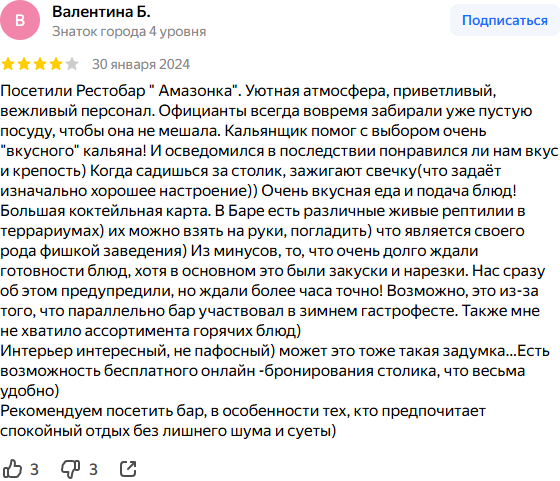 В
Валентина Б.
Знаток города 4 уровня
Подписаться
30 января 2024
Посетили Рестобар " Амазонка". Уютная атмосфера, приветливый,
вежливый персонал. Официанты всегда вовремя забирали уже пустую
посуду, чтобы она не мешала. Кальянщик помог с выбором очень
"вкусного" кальяна! И осведомился в последствии понравился ли нам вкус
и крепость) Когда садишься за столик, зажигают свечку(что задаёт
изначально хорошее настроение)) Очень вкусная еда и подача блюд!
Большая коктейльная карта. В Баре есть различные живые рептилии в
террариумах) их можно взять на руки, погладить) что является своего
рода фишкой заведения) Из минусов, то, что очень долго ждали
готовности блюд, хотя в основном это были закуски и нарезки. Нас сразу
об этом предупредили, но ждали более часа точно! Возможно, это из-за
того, что параллельно бар участвовал в зимнем гастрофесте. Также мне
не хватило ассортимента горячих блюд)
Интерьер интересный, не пафосный) может это тоже такая задумка...Есть
возможность бесплатного онлайн -бронирования столика, что весьма
удобно)
Рекомендуем посетить бар, в особенности тех, кто предпочитает
спокойный отдых без лишнего шума и суеты)
3
3